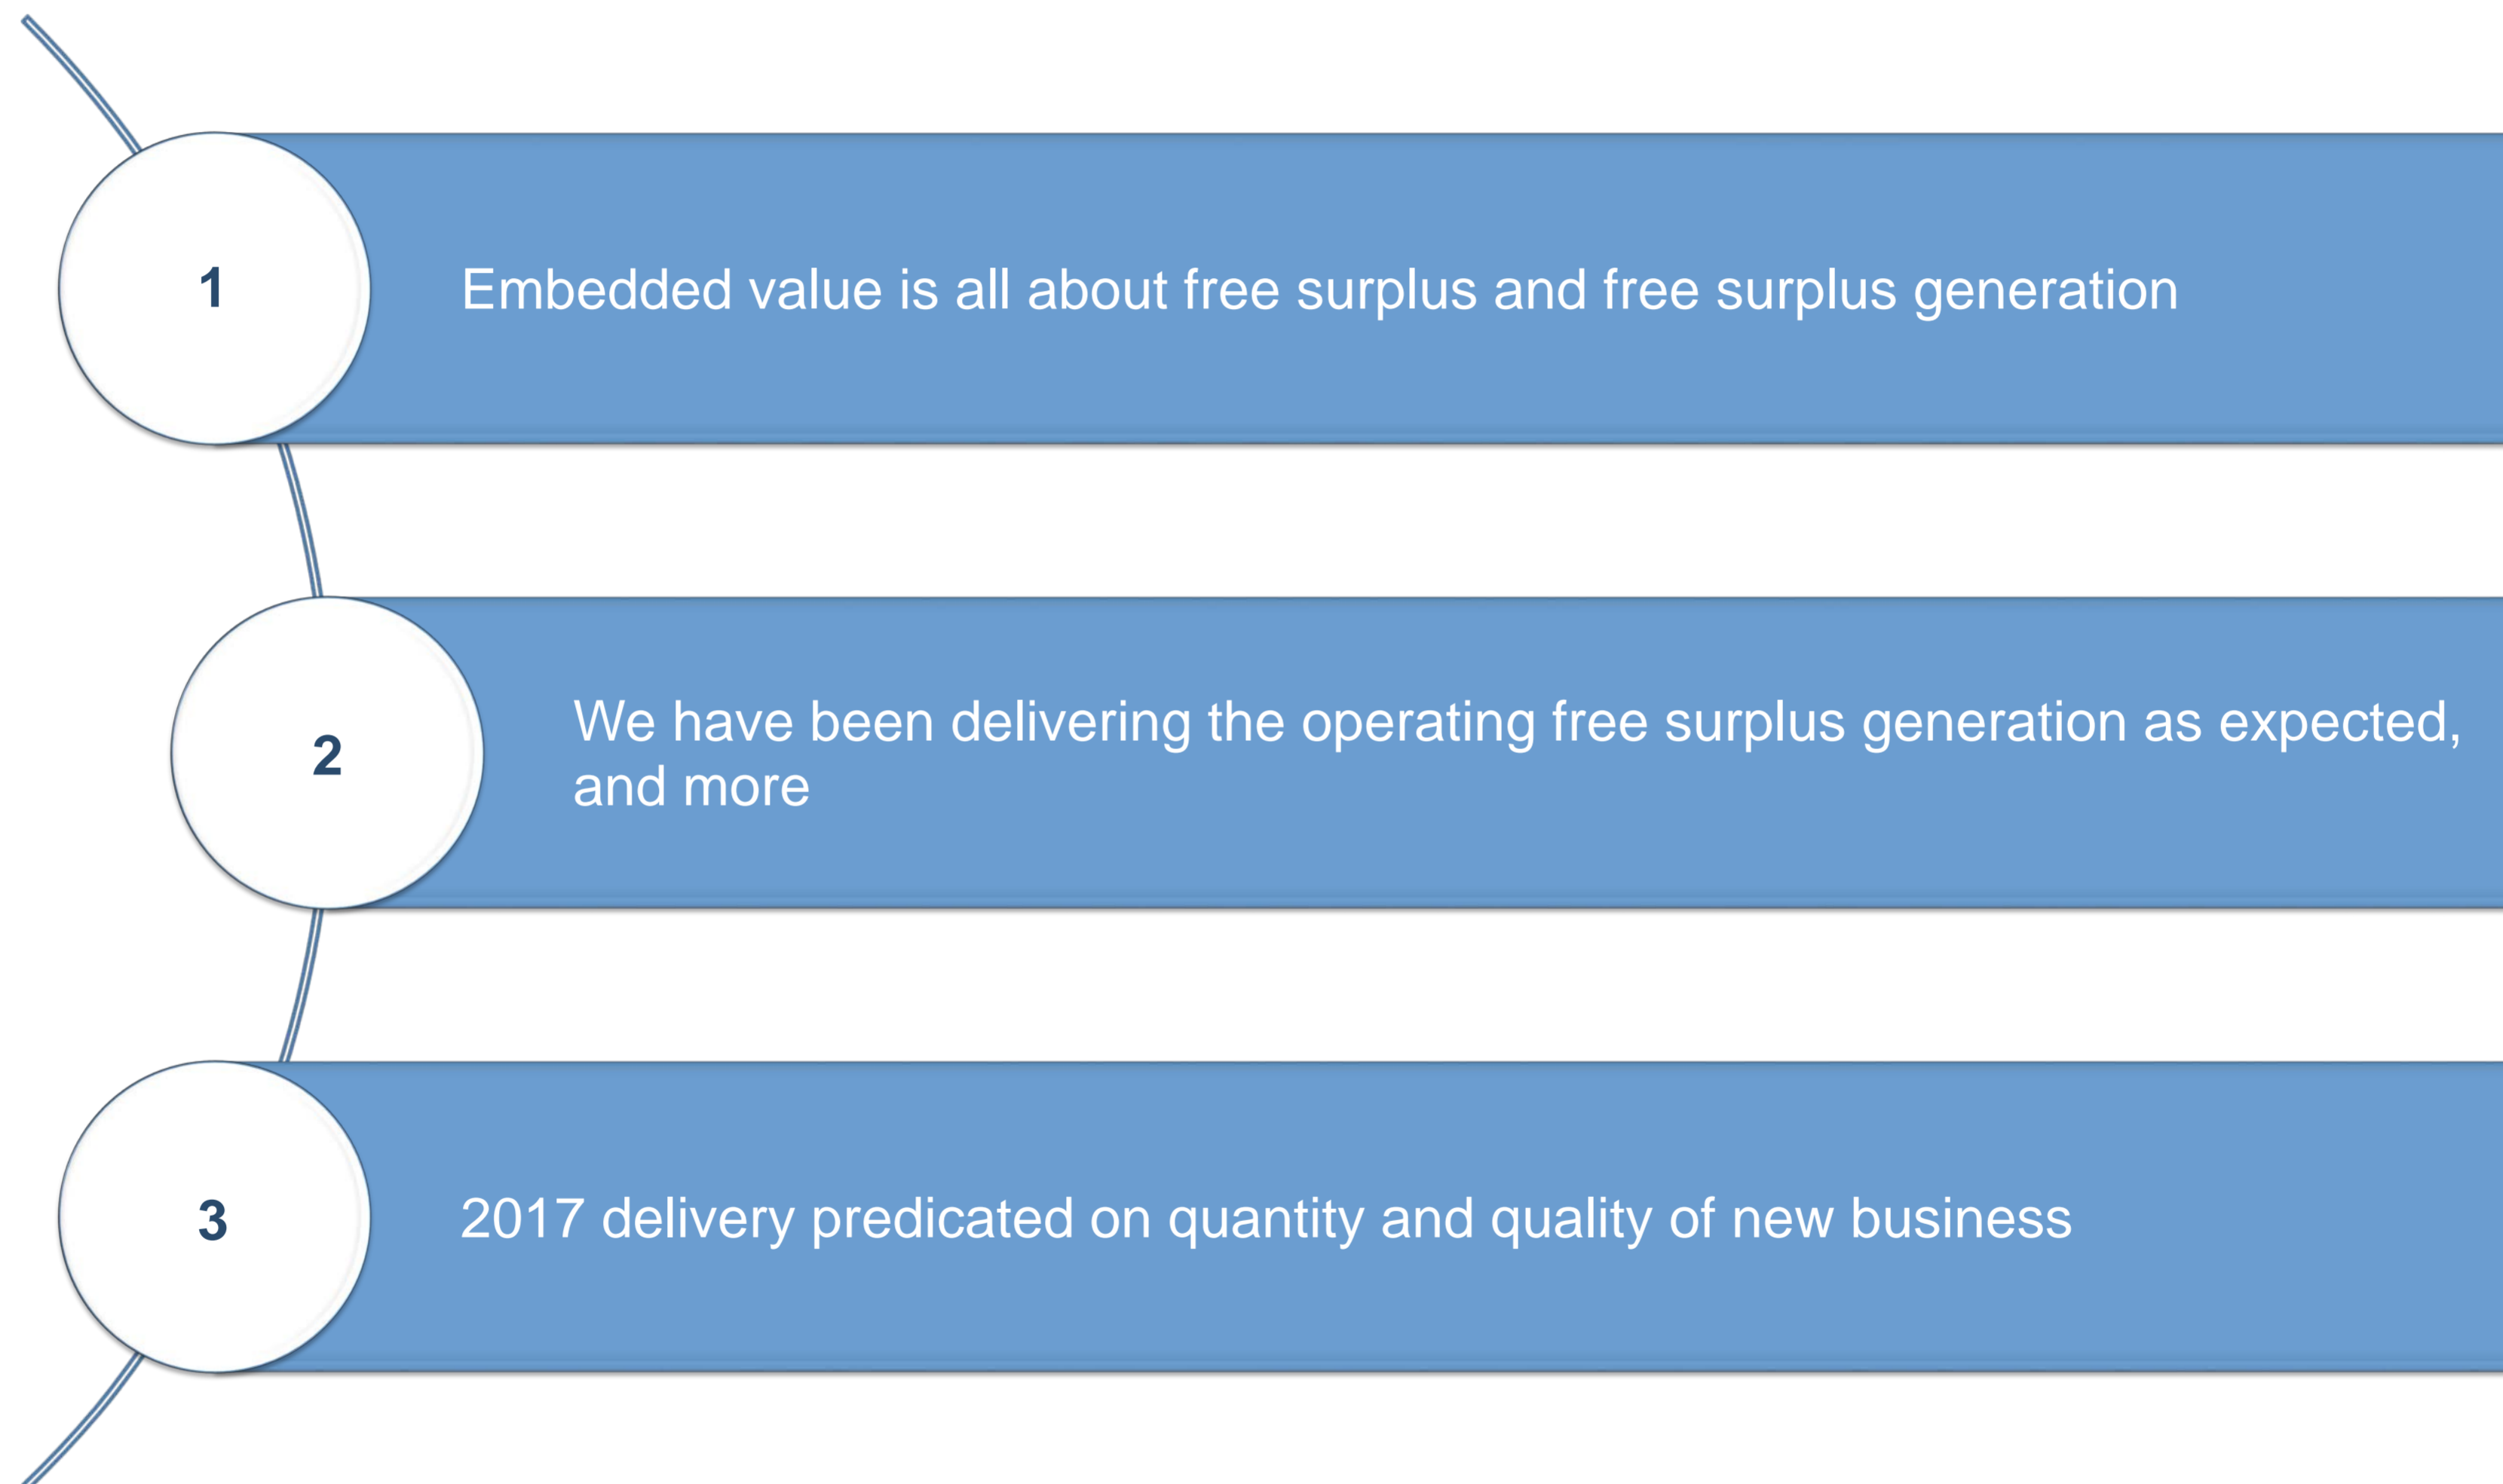 1
Embedded value is all about free surplus and free surplus generation
2
We have been delivering the operating free surplus generation as expected,
and more
3
2017 delivery predicated on quantity and quality of new business